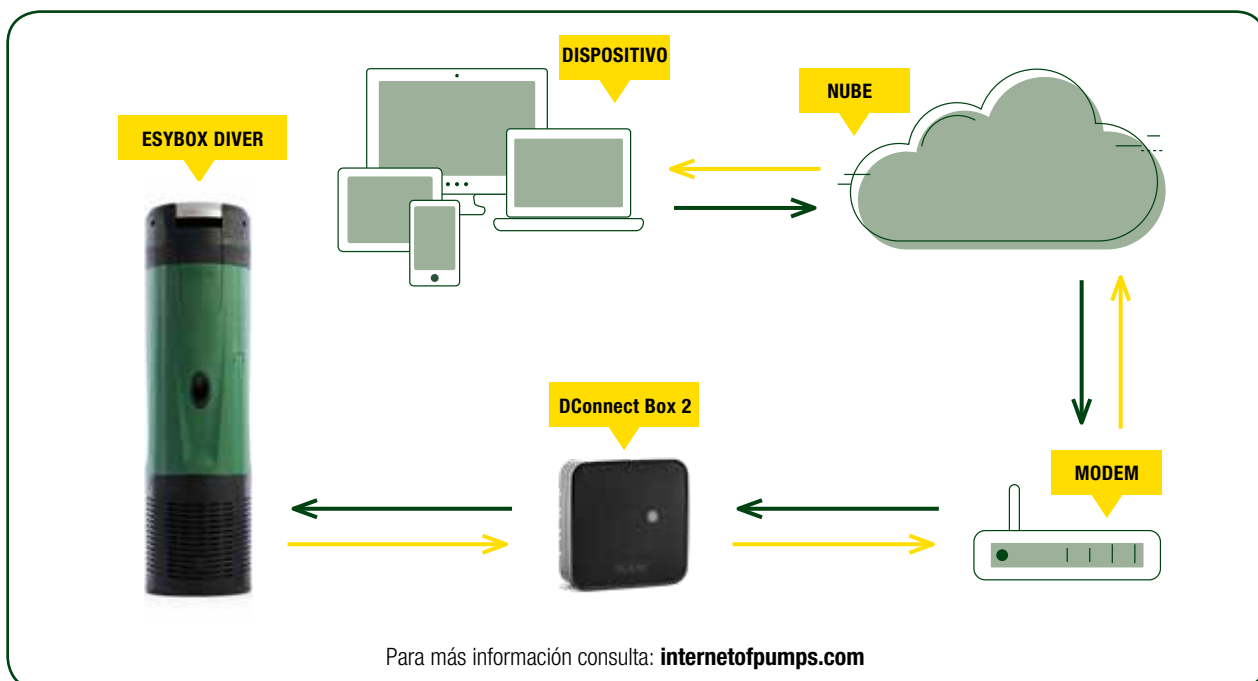 DISPOSITIVO
NUBE
ESYBOX DIVER
DConnect Box 2
MODEM
Para más información consulta: internetofpumps.com